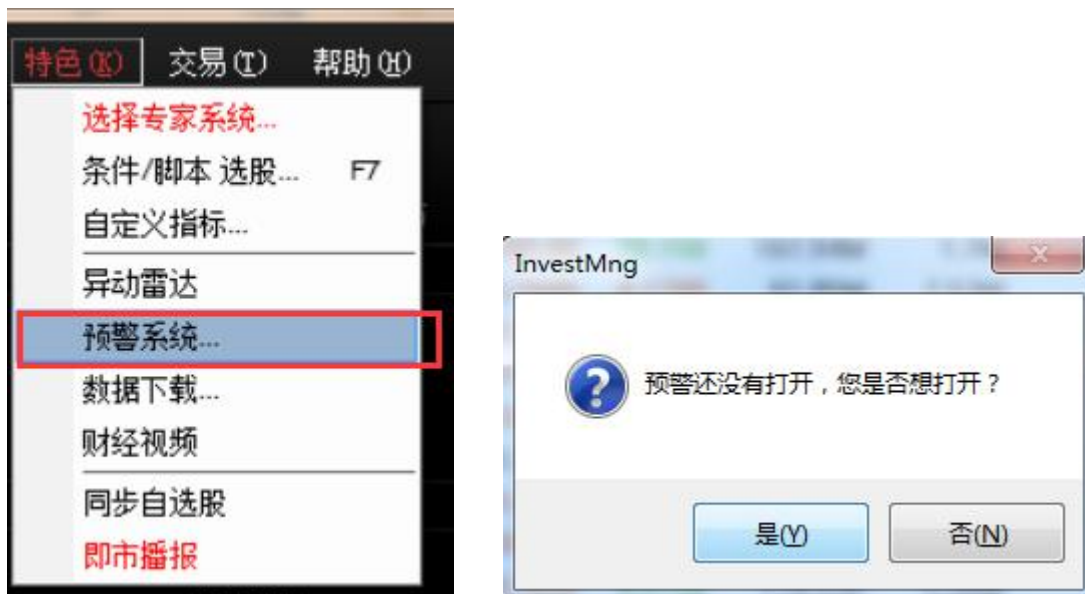 特色(K) 交易(T) 帮助(H)
选择专家系统...
条件/脚本 选股... F7
自定义指标...
异动雷达
预警系统...
数据下载...
财经视频
同步自选股
即市播报
InvestMng
预警还没有打开，您是否想打开？
是(Y) 否(N)